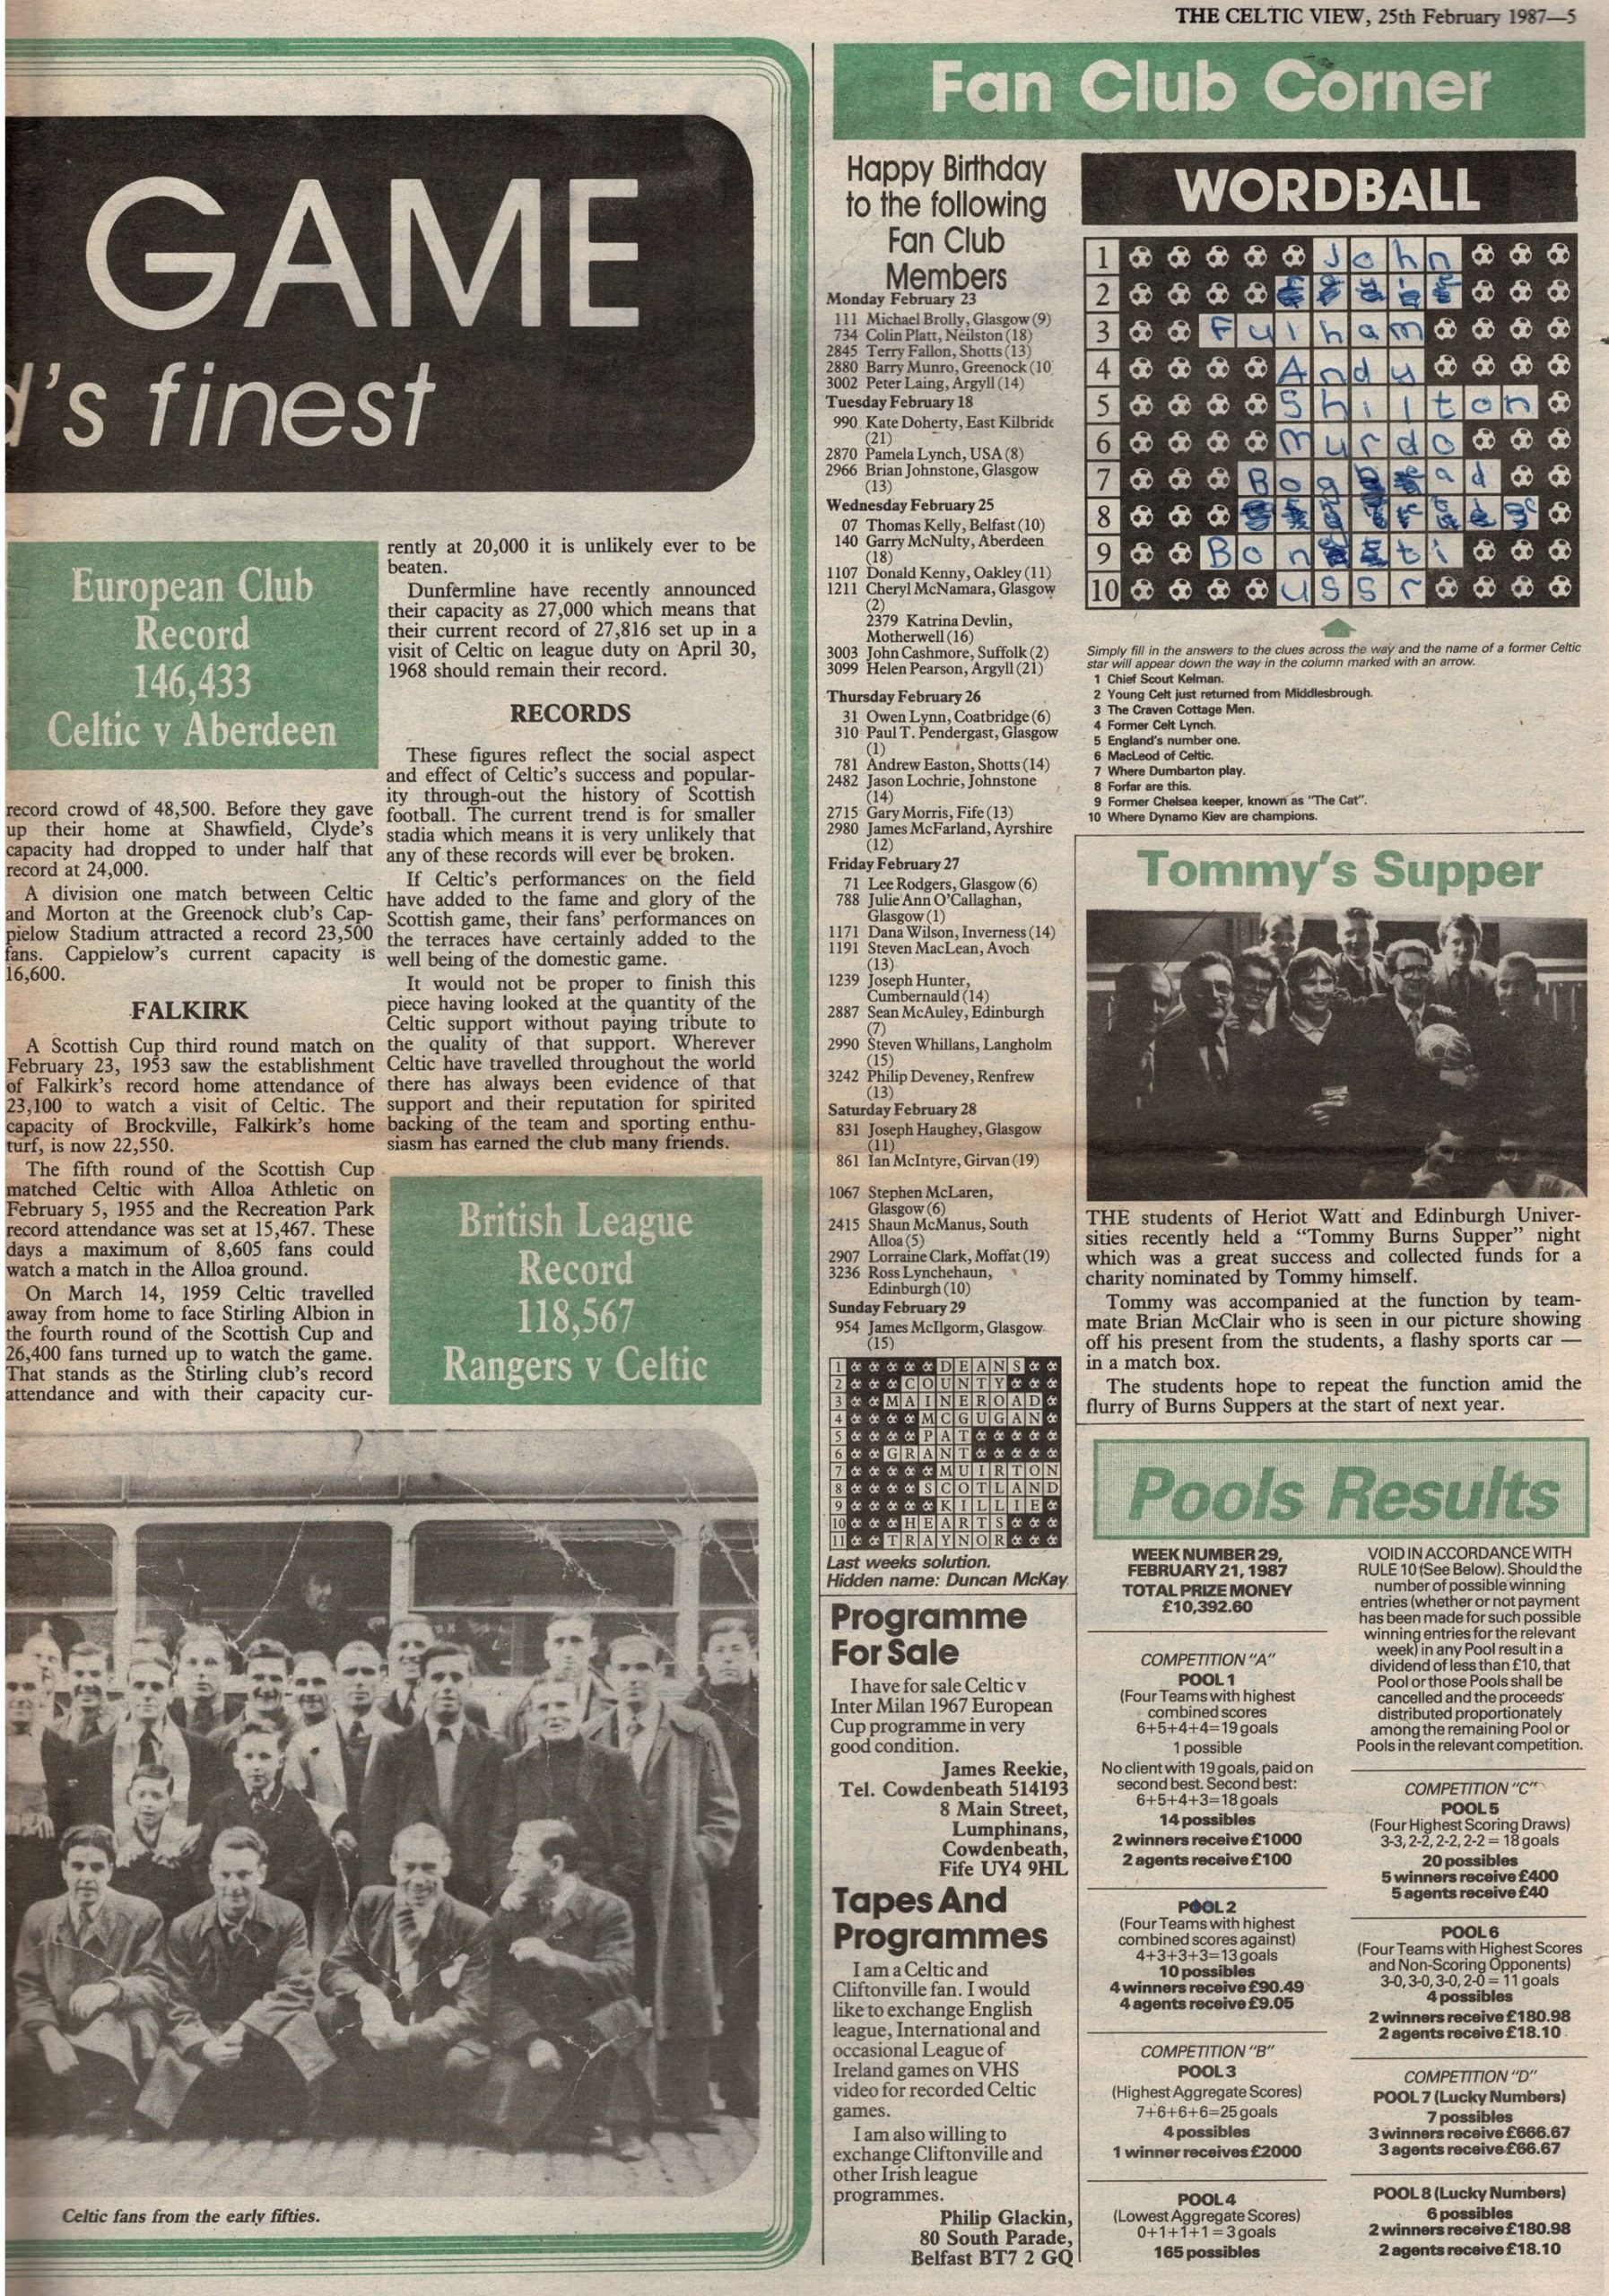 THE CELTIC VIEW, 25th February 1987—5
GAME
's finest
European Club
Record
146,433
Celtic v Aberdeen
record crowd of 48,500. Before they gave
up their home at Shawfield, Clyde's
capacity had dropped to under half that
record at 24,000.
A division one match between Celtic
and Morton at the Greenock club's Cap-
pielow Stadium attracted a record 23,500
fans. Cappielow's current capacity is
16,600.
FALKIRK
A Scottish Cup third round match on
February 23, 1953 saw the establishment
of Falkirk's record home attendance of
23,100 to watch a visit of Celtic. The
capacity of Brockville, Falkirk's home
turf, is now 22,550.
The fifth round of the Scottish Cup
matched Celtic with Alloa Athletic on
February 5, 1955 and the Recreation Park
record attendance was set at 15,467. These
days a maximum of 8,605 fans could
watch a match in the Alloa ground.
On March 14, 1959 Celtic travelled
away from home to face Stirling Albion in
the fourth round of the Scottish Cup and
26,400 fans turned up to watch the game.
That stands as the Stirling club's record
attendance and with their capacity cur-
rently at 20,000 it is unlikely ever to be
beaten.
Dunfermline have recently announced
their capacity as 27,000 which means that
their current record of 27,816 set up in a
visit of Celtic on league duty on April 30,
1968 should remain their record.
RECORDS
These figures reflect the social aspect
and effect of Celtic's success and popular-
ity through-out the history of Scottish
football. The current trend is for smaller
stadia which means it is very unlikely that
any of these records will ever be broken.
If Celtic's performances on the field
have added to the fame and glory of the
Scottish game, their fans' performances on
the terraces have certainly added to the
well being of the domestic game.
It would not be proper to finish this
piece having looked at the quantity of the
Celtic support without paying tribute to
the quality of that support. Wherever
Celtic have travelled throughout the world
there has always been evidence of that
support and their reputation for spirited
backing of the team and sporting enthu-
siasm has earned the club many friends.
British League
Record
118,567
Rangers v Celtic
Celtic fans from the early fifties.
Fan Club Corner
Happy Birthday
to the following
Fan Club
Members
Monday February 23
111 Michael Brolly, Glasgow (9)
734 Colin Platt, Neilston (18)
2845 Terry Fallon, Shotts (13)
2880 Barry Munro, Greenock (10
3002 Peter Laing, Argyll (14)
Tuesday February 18
990 Kate Doherty, East Kilbride
(21)
2870 Pamela Lynch, USA (8)
2966 Brian Johnstone, Glasgow
(13)
Wednesday February 25
07 Thomas Kelly, Belfast (10)
140 Garry McNulty, Aberdeen
(18)
1107 Donald Kenny, Oakley (11)
1211 Cheryl McNamara, Glasgow
(2)
2379 Katrina Devlin,
Motherwell (16)
3003 John Cashmore, Suffolk (2)
3099 Helen Pearson, Argyll (21)
Thursday February 26
31 Owen Lynn, Coatbridge (6)
310 Paul T. Pendergast, Glasgow
(1)
781 Andrew Easton, Shotts (14)
2482 Jason Lochrie, Johnstone
(14)
2715 Gary Morris, Fife (13)
2980 James McFarland, Ayrshire
(12)
Friday February 27
71 Lee Rodgers, Glasgow (6)
788 Julie Ann O'Callaghan,
Glasgow (1)
1171 Dana Wilson, Inverness (14)
1191 Steven MacLean, Avoch
(13)
1239 Joseph Hunter,
Cumbernauld (14)
2887 Sean McAuley, Edinburgh
(7)
2990 Steven Whillans, Langholm
(15)
3242 Philip Deveney, Renfrew
(13)
Saturday February 28
831 Joseph Haughey, Glasgow
(11)
861 Ian McIntyre, Girvan (19)
1067 Stephen McLaren,
Glasgow (6)
2415 Shaun McManus, South
Alloa (5)
2907 Lorraine Clark, Moffat (19)
3236 Ross Lynchehaun,
Edinburgh (10)
Sunday February 29
954 James McIlgorm, Glasgow
(15)
1 DEANS
2 COUNTY
3 MAINEROAD
4 MCGUGAN
5 PAT
6 GRANT
7 MUIRTON
8 SCOTLAND
9 KILLIE
10 HEARTS
11 TRAYNOR
Last weeks solution.
Hidden name: Duncan McKay
Programme
For Sale
I have for sale Celtic v
Inter Milan 1967 European
Cup programme in very
good condition.
James Reekie,
Tel. Cowdenbeath 514193
8 Main Street,
Lumphinans,
Cowdenbeath,
Fife UY4 9HL
Tapes And
Programmes
I am a Celtic and
Cliftonville fan. I would
like to exchange English
league, International and
occasional League of
Ireland games on VHS
video for recorded Celtic
games.
I am also willing to
exchange Cliftonville and
other Irish league
programmes.
Philip Glackin,
80 South Parade,
Belfast BT7 2 GQ
WORDBALL
1 John
2
3 Fulham
4 Andy
5 Shilton
6 Murdo
7
8
9
10 USSr
Simply fill in the answers to the clues across the way and the name of a former Celtic
star will appear down the way in the column marked with an arrow.
1 Chief Scout Kelman.
2 Young Celt just returned from Middlesbrough.
3 The Craven Cottage Men.
4 Former Celt Lynch.
5 England's number one.
6 MacLeod of Celtic.
7 Where Dumbarton play.
8 Forfar are this.
9 Former Chelsea keeper, known as "The Cat".
10 Where Dynamo Kiev are champions.
Tommy's Supper
THE students of Heriot Watt and Edinburgh Univer-
sities recently held a "Tommy Burns Supper" night
which was a great success and collected funds for a
charity nominated by Tommy himself.
Tommy was accompanied at the function by team-
mate Brian McClair who is seen in our picture showing
off his present from the students, a flashy sports car —
in a match box.
The students hope to repeat the function amid the
flurry of Burns Suppers at the start of next year.
Pools Results
WEEK NUMBER 29,
FEBRUARY 21, 1987
TOTAL PRIZE MONEY
£10,392.60
COMPETITION "A"
POOL 1
(Four Teams with highest
combined scores
6+5+4+4=19 goals
1 possible
No client with 19 goals, paid on
second best. Second best:
6+5+4+3=18 goals
14 possibles
2 winners receive £1000
2 agents receive £100
POOL 2
(Four Teams with highest
combined scores against)
4+3+3+3=13 goals
10 possibles
4 winners receive £90.49
4 agents receive £9.05
COMPETITION "B"
POOL 3
(Highest Aggregate Scores)
7+6+6+6=25 goals
4 possibles
1 winner receives £2000
POOL 4
(Lowest Aggregate Scores)
0+1+1+1=3 goals
165 possibles
VOID IN ACCORDANCE WITH
RULE 10 (See Below). Should the
number of possible winning
entries (whether or not payment
has been made for such possible
winning entries for the relevant
week) in any Pool result in a
dividend of less than £10, that
Pool or those Pools shall be
cancelled and the proceeds
distributed proportionately
among the remaining Pool or
Pools in the relevant competition.
COMPETITION "C"
POOL 5
(Four Highest Scoring Draws)
3-3, 2-2, 2-2, 2-2 = 18 goals
20 possibles
5 winners receive £400
5 agents receive £40
POOL 6
(Four Teams with Highest Scores
and Non-Scoring Opponents)
3-0, 3-0, 3-0, 2-0 = 11 goals
4 possibles
2 winners receive £180.98
2 agents receive £18.10
COMPETITION "D"
POOL 7 (Lucky Numbers)
7 possibles
3 winners receive £666.67
3 agents receive £66.67
POOL 8 (Lucky Numbers)
6 possibles
2 winners receive £180.98
2 agents receive £18.10